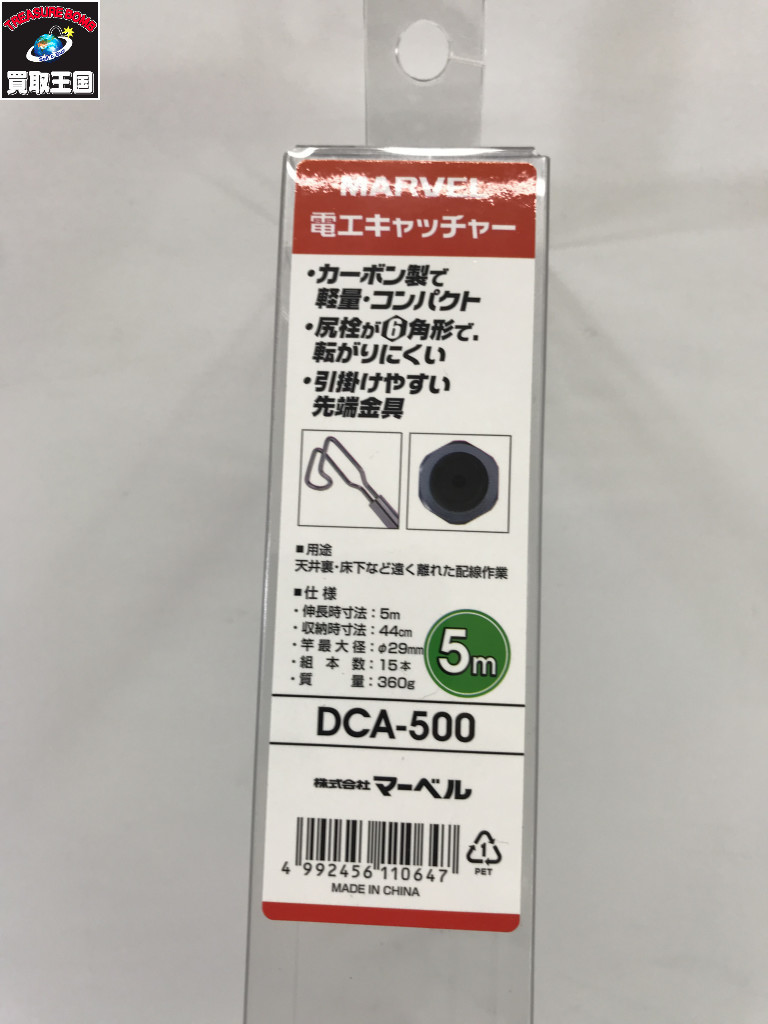 TREASURE BOMB
買取王国
MARVEL
電工キャッチャー
・カーボン製で
軽量・コンパクト
・尻栓が6角形で、
転がりにくい
・引掛けやすい
先端金具
■用途
天井裏・床下など遠く離れた配線作業
■仕様
・伸長時寸法：5m
・収納時寸法：44cm
・竿最大径：φ29mm
・組本数：15本
・質量：360g
5m
DCA-500
株式会社マーベル
4 992456 110647
MADE IN CHINA
1
PET